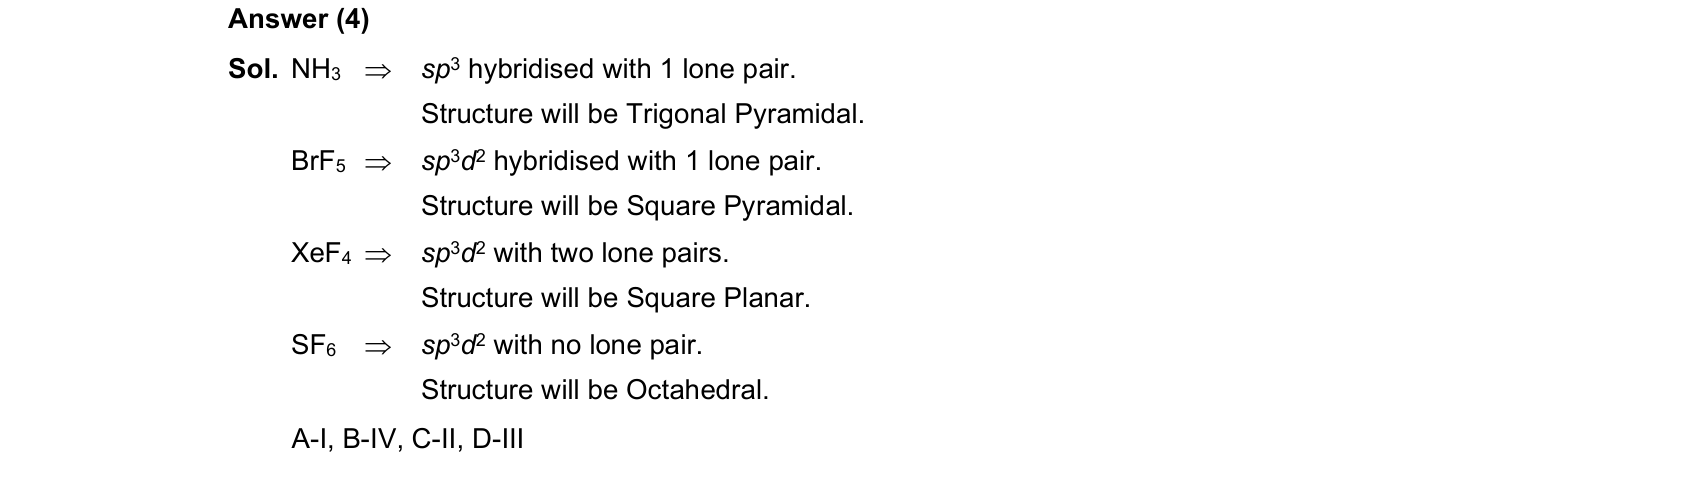 Answer (4)
Sol. NH₃ ⇒ sp³ hybridised with 1 lone pair.
Structure will be Trigonal Pyramidal.
BrF₅ ⇒ sp³d² hybridised with 1 lone pair.
Structure will be Square Pyramidal.
XeF₄ ⇒ sp³d² with two lone pairs.
Structure will be Square Planar.
SF₆ ⇒ sp³d² with no lone pair.
Structure will be Octahedral.
A-I, B-IV, C-II, D-III